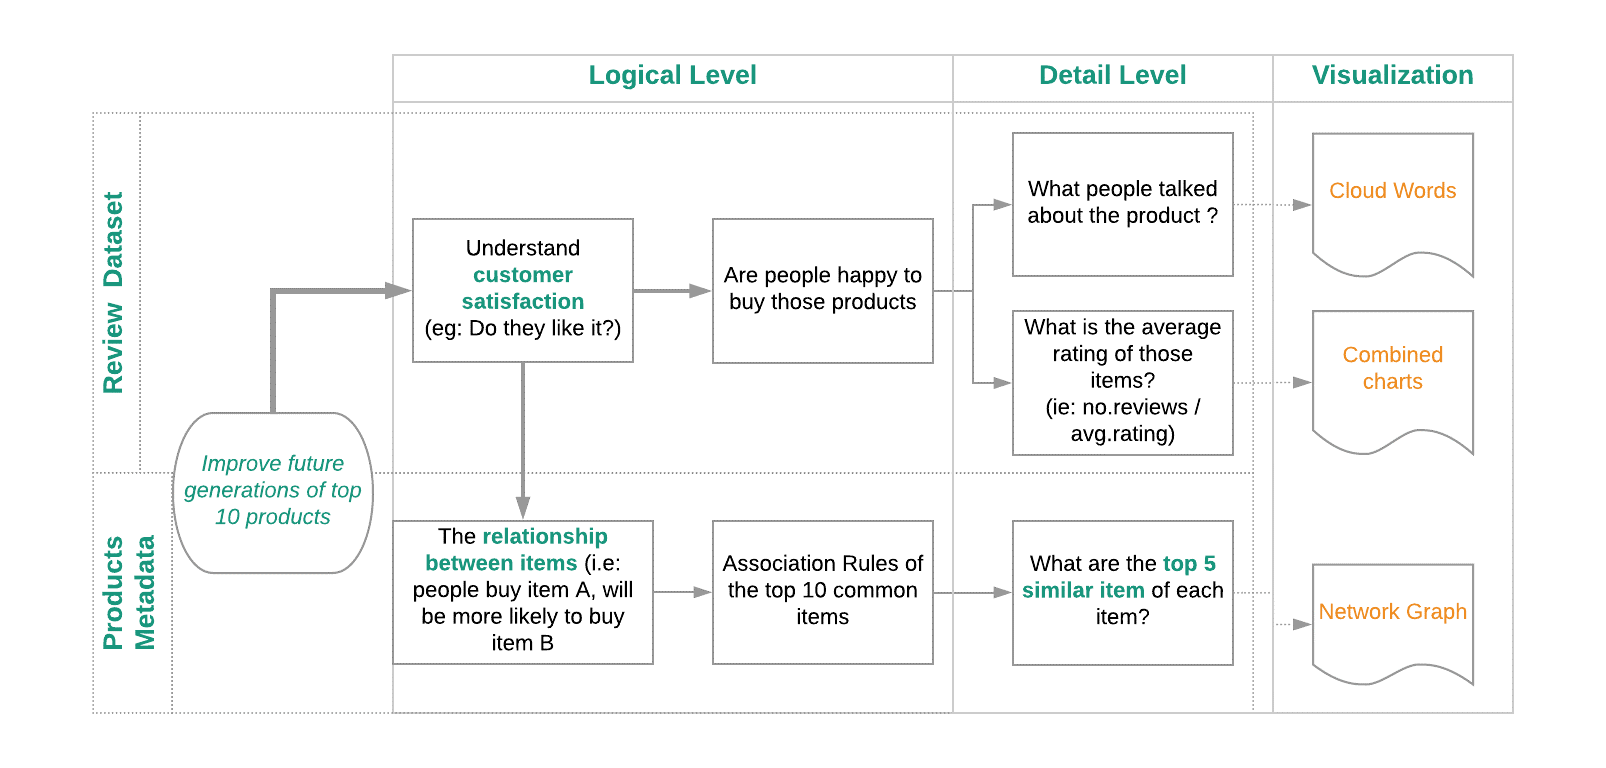 Logical Level
Detail Level
Visualization
Review Dataset
What people talked
about the product ?
Cloud Words
Understand
customer
satisfaction
(eg: Do they like it?)
Are people happy to
buy those products
What is the average
rating of those
items?
(ie: no.reviews /
avg.rating)
Combined
charts
Improve future
generations of top
10 products
Products
Metadata
The relationship
between items (i.e:
people buy item A, will
be more likely to buy
item B
Association Rules of
the top 10 common
items
What are the top 5
similar item of each
item?
Network Graph